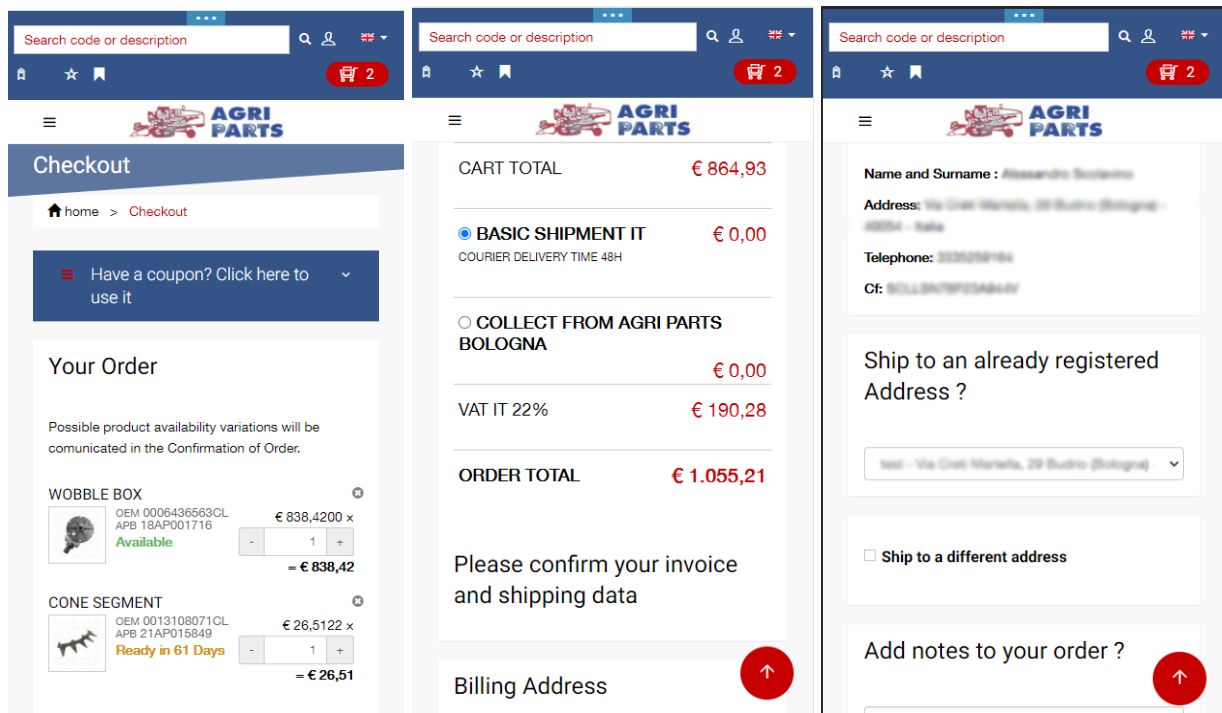 Search code or description
2
AGRI
PARTS
Checkout
home > Checkout
Have a coupon? Click here to
use it
Your Order
Possible product availability variations will be
comunicated in the Confirmation of Order.
WOBBLE BOX
OEM 0006436563CL
APB 18AP001716
€ 838,4200 x
Available
- 1 +
= € 838,42
CONE SEGMENT
OEM 0013108071CL
APB 21AP015849
€ 26,5122 x
Ready in 61 Days
- 1 +
= € 26,51
Search code or description
2
AGRI
PARTS
CART TOTAL € 864,93
BASIC SHIPMENT IT € 0,00
COURIER DELIVERY TIME 48H
COLLECT FROM AGRI PARTS
BOLOGNA
€ 0,00
VAT IT 22% € 190,28
ORDER TOTAL € 1.055,21
Please confirm your invoice
and shipping data
Billing Address
Search code or description
2
AGRI
PARTS
Name and Surname :
Address:
Telephone:
Cf:
Ship to an already registered
Address ?
Ship to a different address
Add notes to your order ?